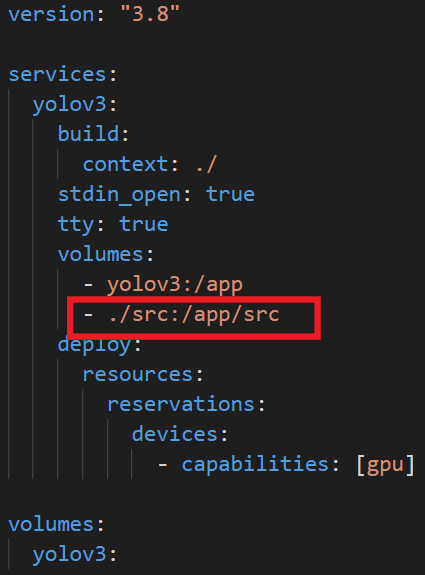 version: "3.8"
services:
yolov3:
build:
context: ./
stdin_open: true
tty: true
volumes:
- yolov3:/app
- ./src:/app/src
deploy:
resources:
reservations:
devices:
- capabilities: [gpu]
volumes:
yolov3: